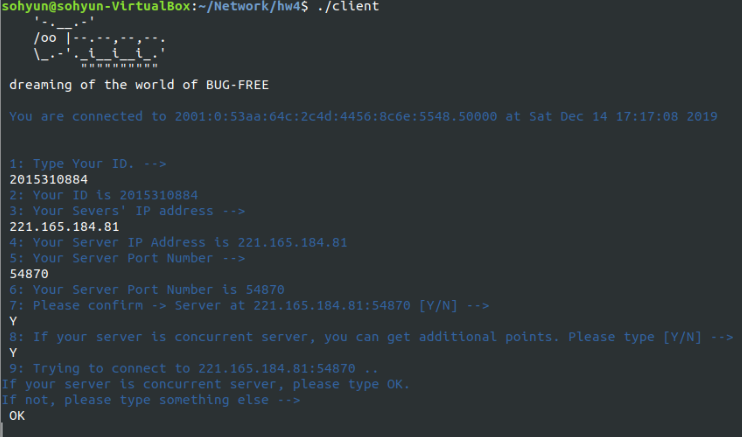 sohyun@sohyun-VirtualBox:~/Network/hw4$ ./client
    '-.__.-'
    /oo |--.--,--,--.
    \_.-'._i__i__i_.'
          """""""""
dreaming of the world of BUG-FREE
You are connected to 2001:0:53aa:64c:2c4d:4456:8c6e:5548.50000 at Sat Dec 14 17:17:08 2019
1: Type Your ID. -->
2015310884
2: Your ID is 2015310884
3: Your Severs' IP address -->
221.165.184.81
4: Your Server IP Address is 221.165.184.81
5: Your Server Port Number -->
54870
6: Your Server Port Number is 54870
7: Please confirm -> Server at 221.165.184.81:54870 [Y/N] -->
Y
8: If your server is concurrent server, you can get additional points. Please type [Y/N] -->
Y
9: Trying to connect to 221.165.184.81:54870 ..
If your server is concurrent server, please type OK.
If not, please type something else -->
OK